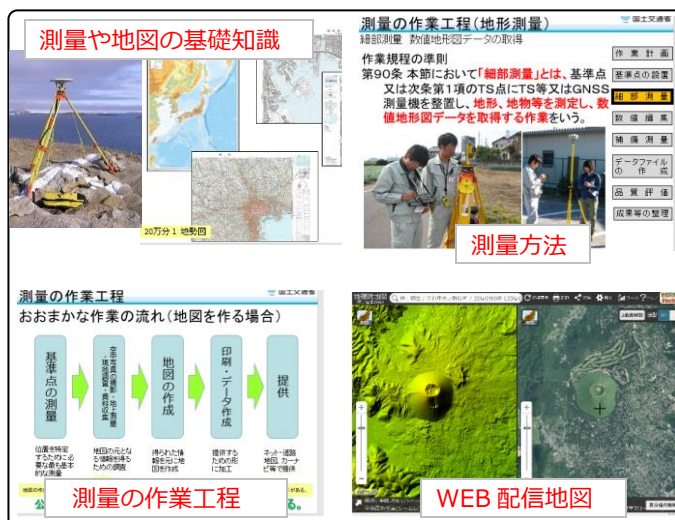 測量や地図の基礎知識
20万分1 地勢図
測量の作業工程(地形測量)
国土交通省
細部測量 数値地形図データの取得
作業規程の準則
第90条 本節において「細部測量」とは、基準点
又は次条第1項のTS点にTS等又はGNSS
測量機を整置し、地形、地物等を測定し、数
値地形図データを取得する作業をいう。
作業計画
基準点の設置
細部測量
数値編集
補備測量
データファイル
の作成
品質評価
成果等の整理
測量方法
測量の作業工程
国土交通省
おおまかな作業の流れ(地図を作る場合)
基準点の測量
空中写真の撮影・地上測量
・現地調査・資料収集
地図の作成
印刷・データ作成
提供
位置を特定
するために必
要な最も基本
的な測量
地図の元とな
る情報を得る
ための調査
得られた情
報を元に地
図を作成
提供する
ための形
に加工
ネット・道路
地図、カーナ
ビ等で提供
測量の作業工程
地理院地図
WEB配信地図